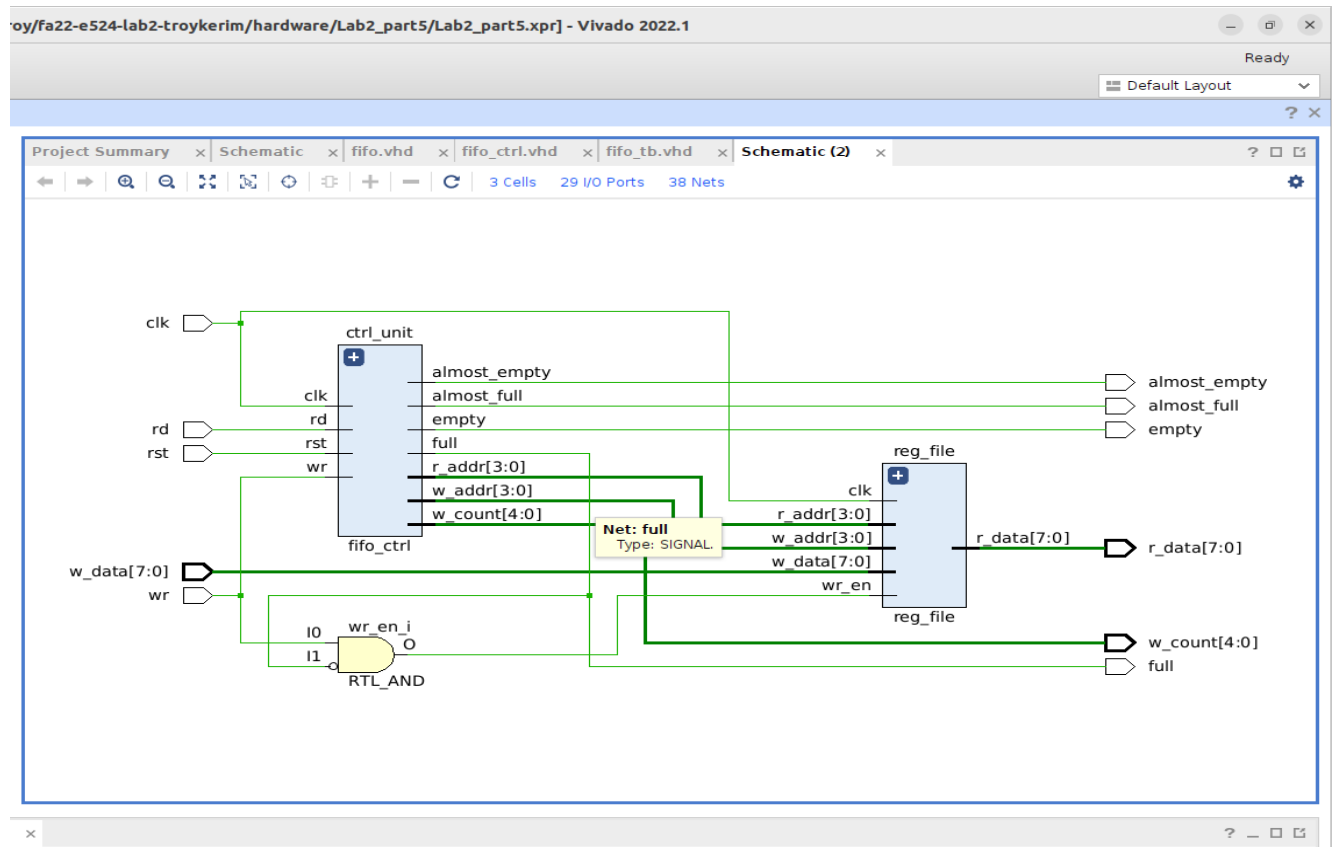 oy/fa22-e524-lab2-troykerim/hardware/Lab2_part5/Lab2_part5.xpr] - Vivado 2022.1
Ready
Default Layout
? ×
Project Summary × Schematic × fifo.vhd × fifo_ctrl.vhd × fifo_tb.vhd × Schematic (2) ×
?
3 Cells 29 I/O Ports 38 Nets
clk
ctrl_unit
almost_empty
almost_empty
clk
almost_full
almost_full
rd
rd
empty
empty
rst
rst
full
reg_file
wr
r_addr[3:0]
w_addr[3:0]
clk
w_count[4:0]
r_addr[3:0]
fifo_ctrl
Net: full
Type: SIGNAL.
w_addr[3:0]
r_data[7:0]
r_data[7:0]
w_data[7:0]
w_data[7:0]
wr
wr_en
reg_file
I0
wr_en_i
O
I1
RTL_AND
w_count[4:0]
full
× ?